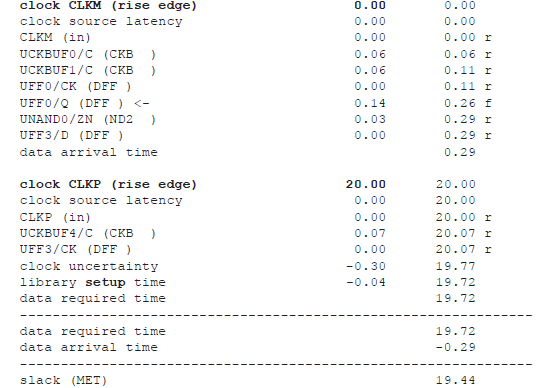 clock CLKM (rise edge) 0.00 0.00
clock source latency 0.00 0.00
CLKM (in) 0.00 0.00 r
UCKBUF0/C (CKB ) 0.06 0.06 r
UCKBUF1/C (CKB ) 0.06 0.11 r
UFF0/CK (DFF ) 0.00 0.11 r
UFF0/Q (DFF ) <- 0.14 0.26 f
UNAND0/ZN (ND2 ) 0.03 0.29 r
UFF3/D (DFF ) 0.00 0.29 r
data arrival time 0.29
clock CLKP (rise edge) 20.00 20.00
clock source latency 0.00 20.00
CLKP (in) 0.00 20.00 r
UCKBUF4/C (CKB ) 0.07 20.07 r
UFF3/CK (DFF ) 0.00 20.07 r
clock uncertainty -0.30 19.77
library setup time -0.04 19.72
data required time 19.72
data required time 19.72
data arrival time -0.29
slack (MET) 19.44